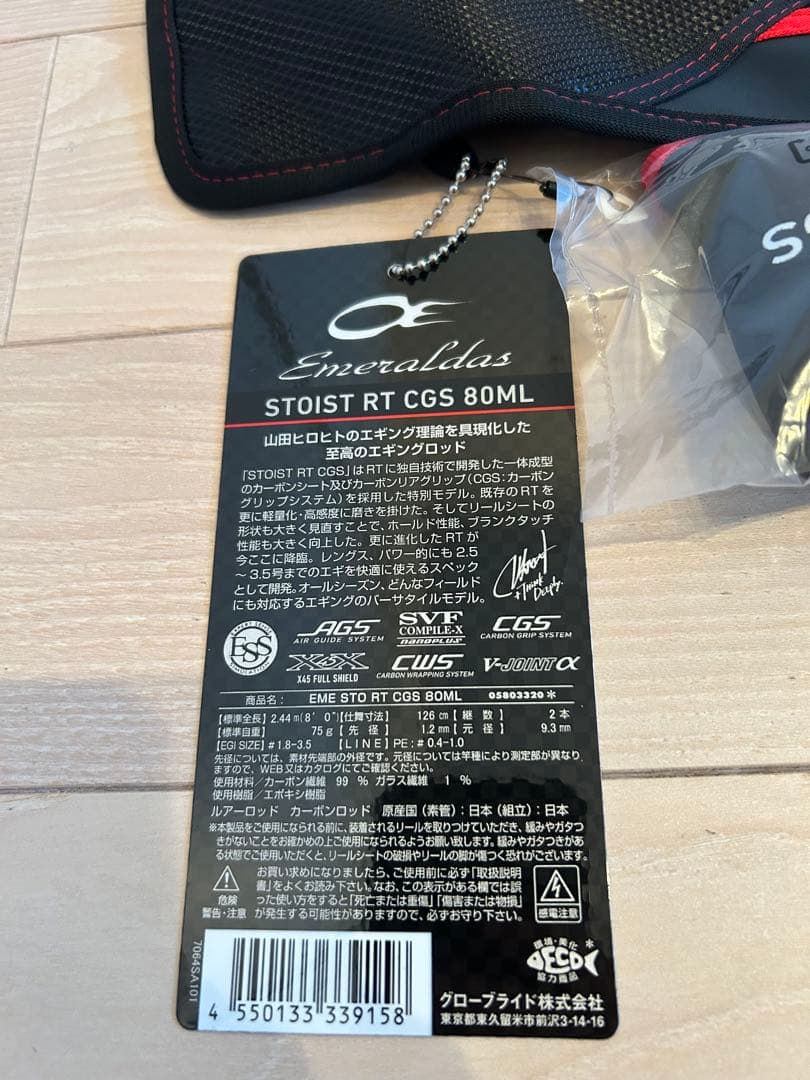 Emeraldas
STOIST RT CGS 80ML
山田ヒロヒトのエギング理論を具現化した
至高のエギングロッド
「STOIST RT CGS」はRTに独自技術で開発した一体成型
のカーボンシート及びカーボンリアグリップ（CGS：カーボン
グリップシステム）を採用した特別モデル。既存のRTを
更に軽量化・高感度に磨きを掛けた。そしてリールシートの
形状も大きく見直すことで、ホールド性能、ブランクタッチ
性能も大きく向上した。更に進化したRTが
今ここに降臨。レングス、パワー的にも2.5
～3.5号までのエギを快適に使えるスペック
として開発。オールシーズン、どんなフィールド
にも対応するエギングのバーサタイルモデル。
+Think Deeply.
ESS
AGS
AIR GUIDE SYSTEM
SVF
COMPILE-X
nanoplus
CGS
CARBON GRIP SYSTEM
X45
X45 FULL SHIELD
CWS
CARBON WRAPPING SYSTEM
V-JOINTα
商品名： EME STO RT CGS 80ML 05803320＊
【標準全長】2.44m(8'0")【仕舞寸法】 126cm【継 数】 2本
【標準自重】 75g【先 径】 1.2mm【元 径】 9.3mm
【EGI SIZE】#1.8-3.5 【LINE】PE：#0.4-1.0
先径については、素材先端部の外径です。元径については竿種により測定部が異なり
ますので、WEB又はカタログにてご確認ください。
使用材料／カーボン繊維 99 % ガラス繊維 1 %
使用樹脂／エポキシ樹脂
ルアーロッド カーボンロッド 原産国（素管）：日本（組立）：日本
※本製品をご使用になられる前に、装着されるリールを取りつけていただき、緩みやガタつ
きがないことをお確かめの上ご使用になられるようお願い致します。緩みやガタつきがあ
る状態でご使用いただくと、リールシートの破損やリールの脚が傷つく恐れがございます。
危険
警告・注意
お買い求めになりましたら、ご使用前に必ず「取扱説明
書」をよくお読み下さい。なお、この表示がある欄では誤
った使い方をすると「死亡または重傷」「傷害または物損」
が発生する可能性がありますので、必ずお守り下さい。
感電注意
7064SA101
4 550133 339158
環境・美化
ECO
協力商品
＊
グローブライド株式会社
東京都東久留米市前沢3-14-16